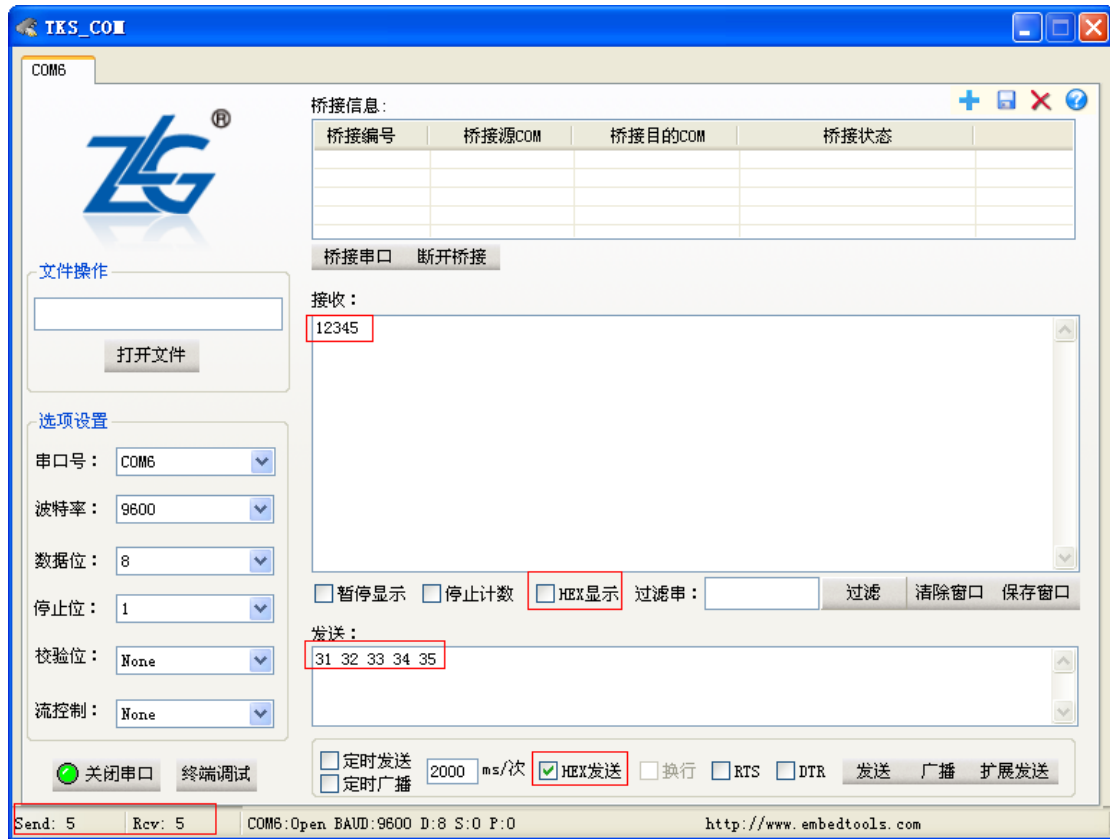 TKS_COM
COM6
ZLG ®
桥接信息:
桥接编号 桥接源COM 桥接目的COM 桥接状态
桥接串口 断开桥接
文件操作
打开文件
接收：
12345
选项设置
串口号： COM6
波特率： 9600
数据位： 8
停止位： 1
校验位： None
流控制： None
暂停显示 停止计数 HEX显示 过滤串： 过滤 清除窗口 保存窗口
发送：
31 32 33 34 35
定时发送
定时广播
2000 ms/次 HEX发送 换行 RTS DTR 发送 广播 扩展发送
关闭串口 终端调试
Send: 5 Rcv: 5 COM6:Open BAUD:9600 D:8 S:0 P:0 http://www.embedtools.com